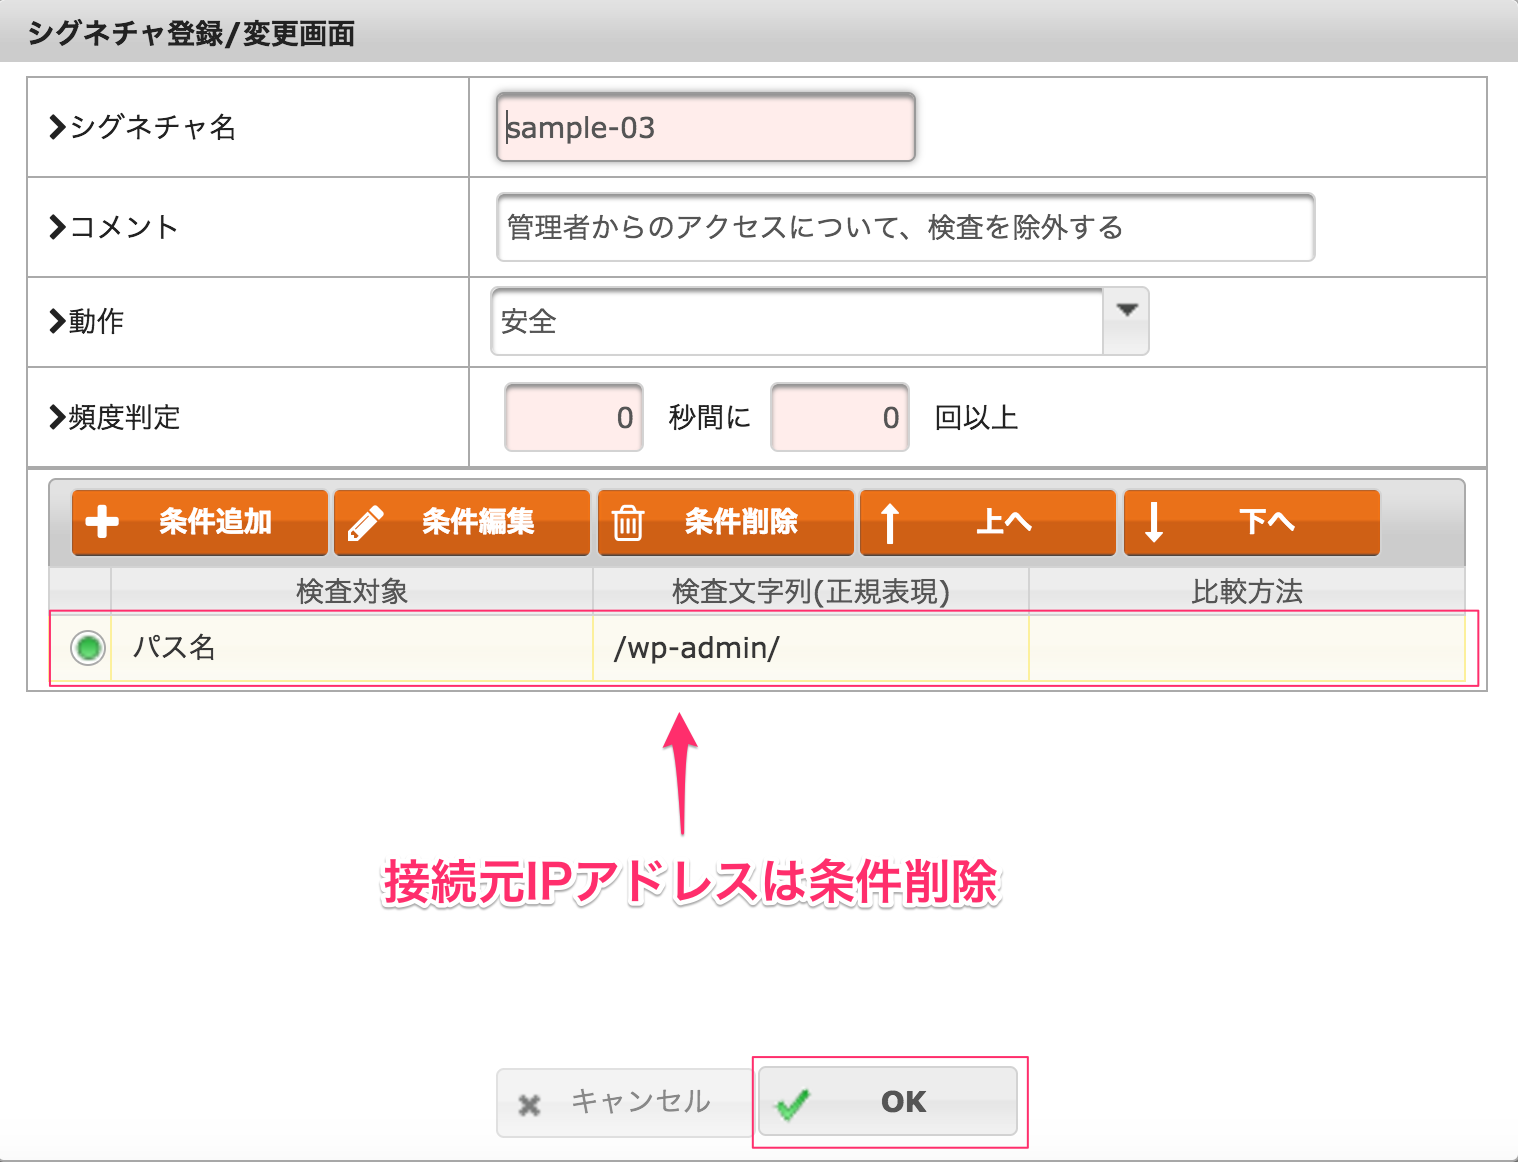 シグネチャ登録/変更画面
シグネチャ名
sample-03
コメント
管理者からのアクセスについて、検査を除外する
動作
安全
頻度判定
0 秒間に 0 回以上
条件追加 条件編集 条件削除 上へ 下へ
検査対象 検査文字列(正規表現) 比較方法
パス名 /wp-admin/
接続元IPアドレスは条件削除
キャンセル OK